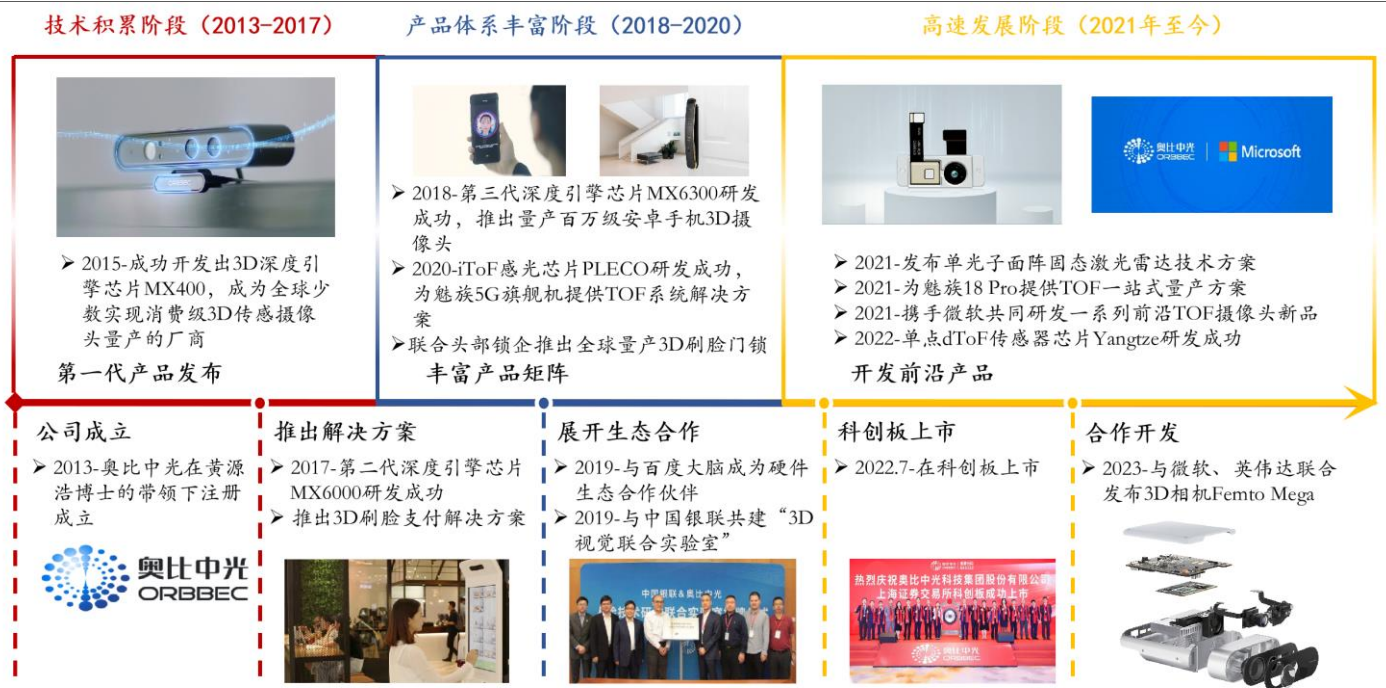 技术积累阶段（2013-2017）
产品体系丰富阶段（2018-2020）
高速发展阶段（2021年至今）
ORBBEC
➤ 2015-成功开发出3D深度引
擎芯片MX400，成为全球少
数实现消费级3D传感摄像
头量产的厂商
第一代产品发布
➤ 2018-第三代深度引擎芯片MX6300研发
成功，推出量产百万级安卓手机3D摄
像头
➤ 2020-iToF感光芯片PLECO研发成功，
为魅族5G旗舰机提供TOF系统解决方
案
➤联合头部锁企推出全球量产3D刷脸门锁
丰富产品矩阵
奥比中光
ORBBEC
Microsoft
➤ 2021-发布单光子面阵固态激光雷达技术方案
➤ 2021-为魅族18 Pro提供TOF一站式量产方案
➤ 2021-携手微软共同研发一系列前沿TOF摄像头新品
➤ 2022-单点dToF传感器芯片Yangtze研发成功
开发前沿产品
公司成立
➤ 2013-奥比中光在黄源
浩博士的带领下注册
成立
奥比中光
ORBBEC
推出解决方案
➤ 2017-第二代深度引擎芯片
MX6000研发成功
➤ 推出3D刷脸支付解决方案
展开生态合作
➤ 2019-与百度大脑成为硬件
生态合作伙伴
➤ 2019-与中国银联共建“3D
视觉联合实验室”
中国银联&奥比中光
科创板上市
➤ 2022.7-在科创板上市
热烈庆祝奥比中光科技集团股份有限公司
上海证券交易所科创板成功上市
奥比中光
ORBBEC
合作开发
➤ 2023-与微软、英伟达联合
发布3D相机Femto Mega